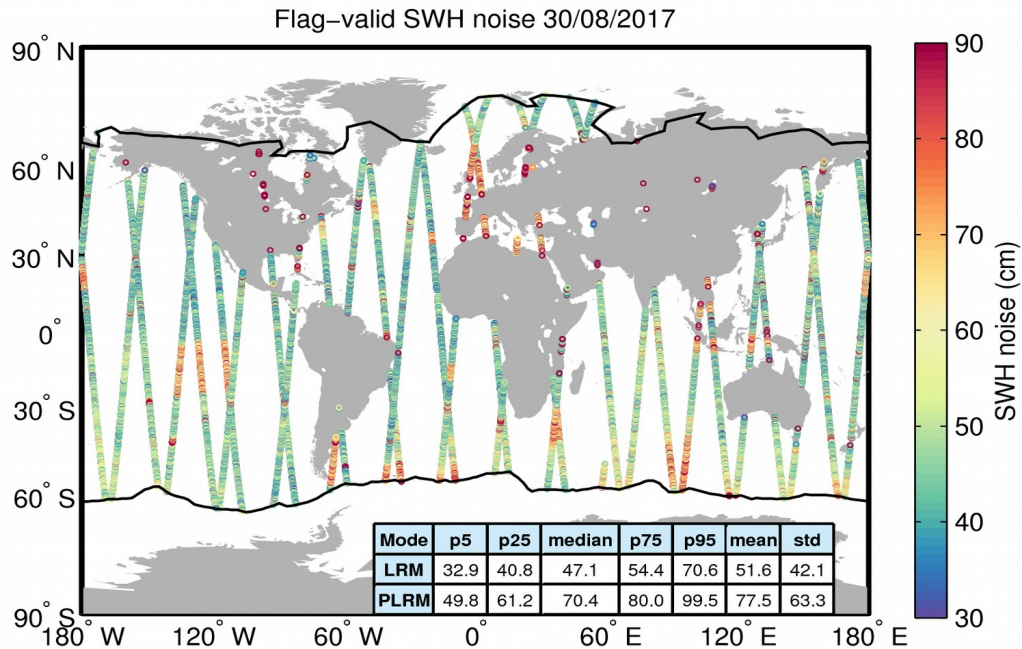 Flag−valid SWH noise 30/08/2017
90° N
60° N
30° N
0°
30° S
60° S
90° S
180° W
120° W
60° W
0°
60° E
120° E
180° E
Mode p5 p25 median p75 p95 mean std
LRM 32.9 40.8 47.1 54.4 70.6 51.6 42.1
PLRM 49.8 61.2 70.4 80.0 99.5 77.5 63.3
90
80
70
60
50
40
30
SWH noise (cm)